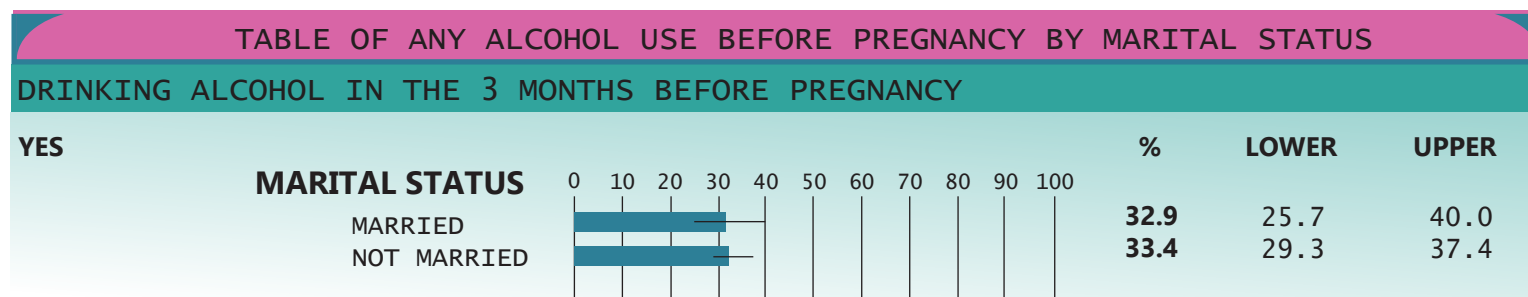 TABLE OF ANY ALCOHOL USE BEFORE PREGNANCY BY MARITAL STATUS
DRINKING ALCOHOL IN THE 3 MONTHS BEFORE PREGNANCY
YES % LOWER UPPER
MARITAL STATUS 0 10 20 30 40 50 60 70 80 90 100
MARRIED 32.9 25.7 40.0
NOT MARRIED 33.4 29.3 37.4